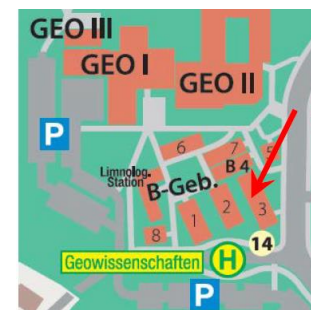 GEO III
GEO I
GEO II
P
6
7
5
B 4
Limnolog.
Station
B-Geb.
1
2
3
8
14
Geowissenschaften
H
P